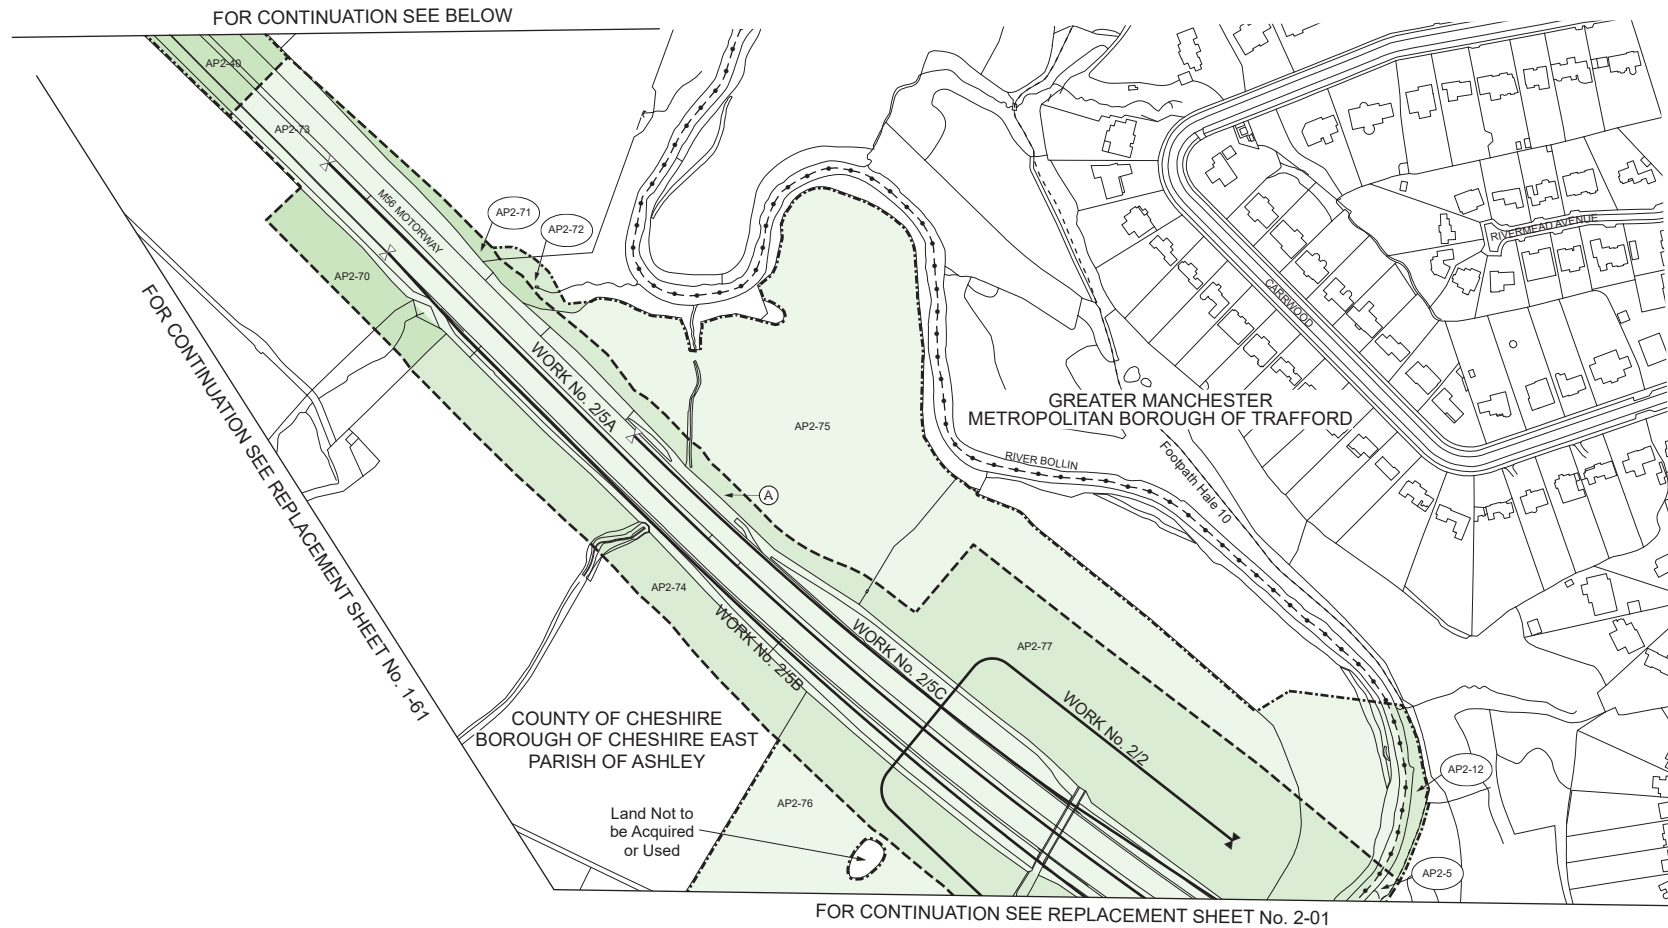 FOR CONTINUATION SEE BELOW
AP2-40
AP2-73
M56 MOTORWAY
AP2-71
AP2-72
AP2-70
RIVERMEAD AVENUE
CARRWOOD
FOR CONTINUATION SEE REPLACEMENT SHEET No. 1-61
WORK No. 2/5A
AP2-75
GREATER MANCHESTER
METROPOLITAN BOROUGH OF TRAFFORD
RIVER BOLLIN
Footpath Hale 10
A
AP2-74
WORK No. 2/5B
WORK No. 2/5C
AP2-77
WORK No. 2/2
COUNTY OF CHESHIRE
BOROUGH OF CHESHIRE EAST
PARISH OF ASHLEY
AP2-12
AP2-76
Land Not to
be Acquired
or Used
AP2-5
FOR CONTINUATION SEE REPLACEMENT SHEET No. 2-01